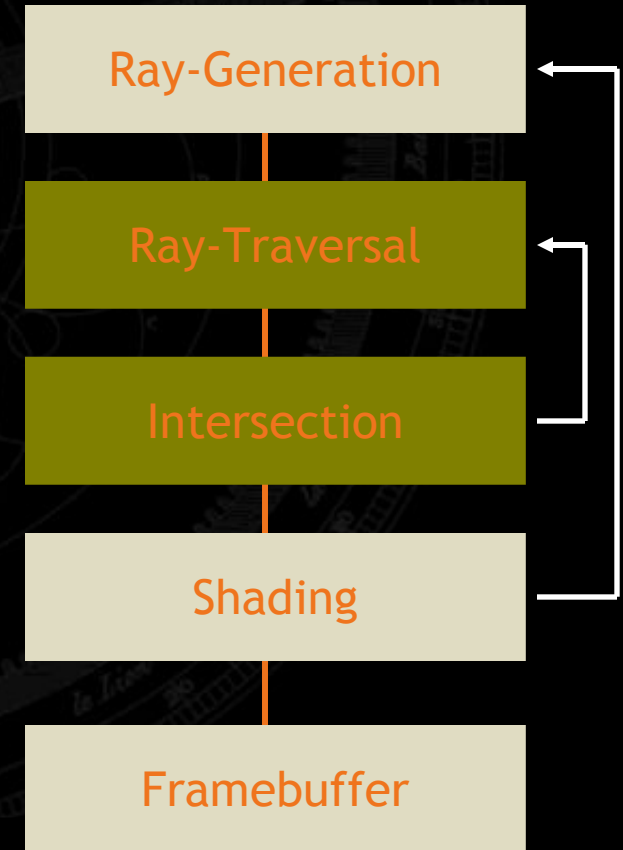 Ray-Generation
Ray-Traversal
Intersection
Shading
Framebuffer